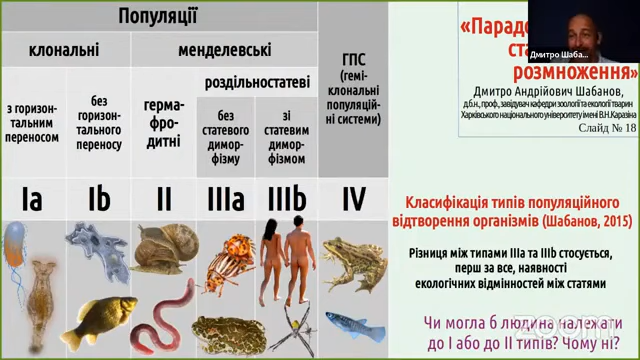 Популяції
клональні
менделевські
ГПС
(гемі-
клональні
популяцій-
ні системи)
роздільностатеві
з горизон-
тальним
переносом
без
горизон-
тального
переносу
герма-
фро-
дитні
без
статевого
димор-
фізму
зі
статевим
димор-
фізмом
Ia
Ib
II
IIIa
IIIb
IV
Дмитро Шаба...
розмноження»
Дмитро Андрійович Шабанов,
д.б.н., проф., завідувач кафедри зоології та екології тварин
Харківського національного університету імені В.Н.Каразіна
Слайд № 18
Класифікація типів популяційного
відтворення організмів (Шабанов, 2015)
Різниця між типами IIIa та IIIb стосується,
перш за все, наявності
екологічних відмінностей між статями
Чи могла б людина належати
до I або до II типів? Чому ні?
zoom